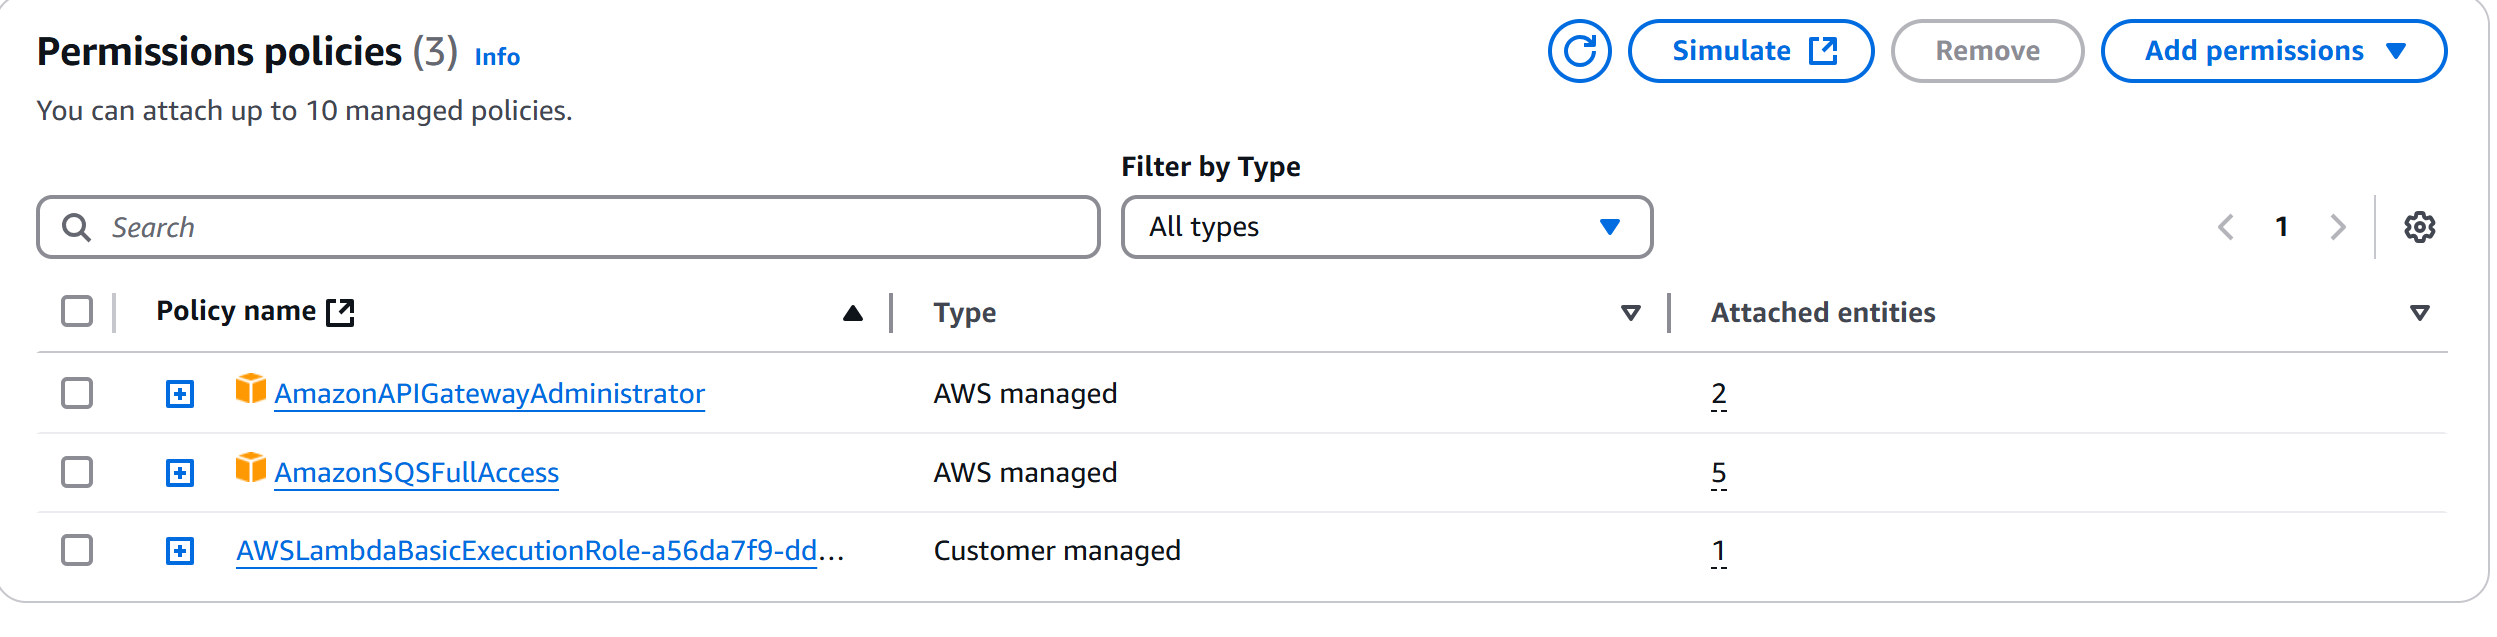 Permissions policies (3) Info
Simulate
Remove
Add permissions
You can attach up to 10 managed policies.
Filter by Type
Search
All types
1
Policy name
Type
Attached entities
AmazonAPIGatewayAdministrator
AWS managed
2
AmazonSQSFullAccess
AWS managed
5
AWSLambdaBasicExecutionRole-a56da7f9-dd...
Customer managed
1